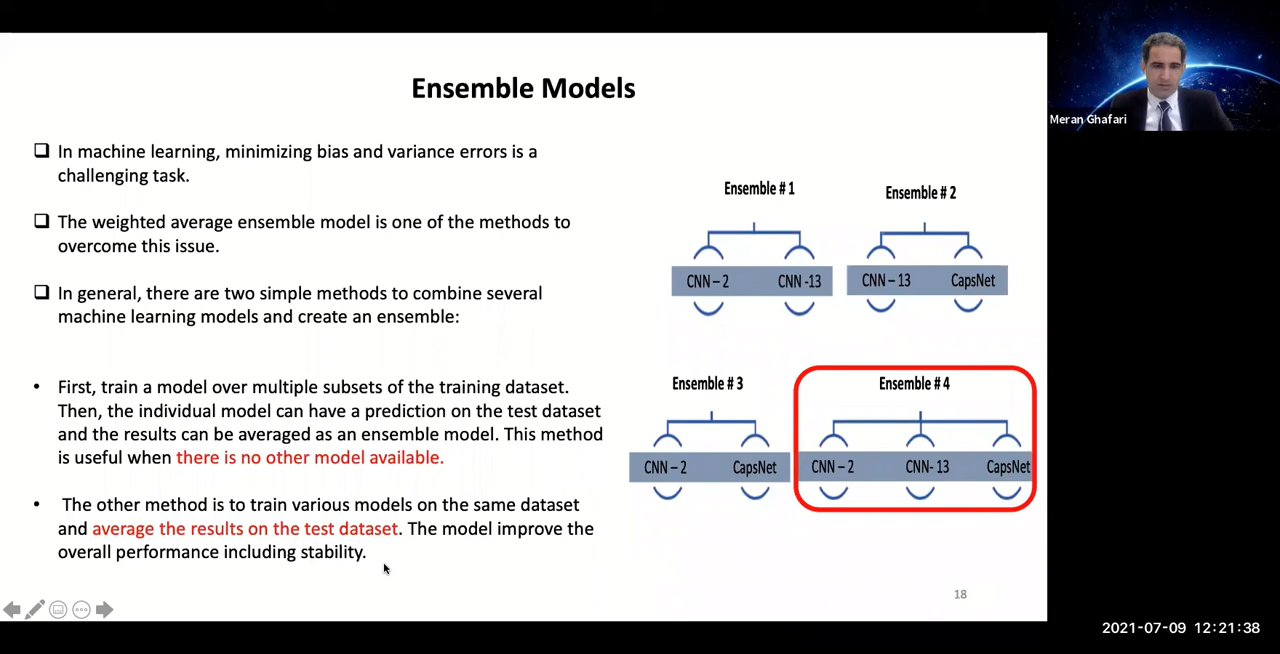 Ensemble Models
In machine learning, minimizing bias and variance errors is a
challenging task.
The weighted average ensemble model is one of the methods to
overcome this issue.
In general, there are two simple methods to combine several
machine learning models and create an ensemble:
• First, train a model over multiple subsets of the training dataset.
Then, the individual model can have a prediction on the test dataset
and the results can be averaged as an ensemble model. This method
is useful when there is no other model available.
• The other method is to train various models on the same dataset
and average the results on the test dataset. The model improve the
overall performance including stability.
Ensemble # 1
CNN – 2 CNN -13
Ensemble # 2
CNN – 13 CapsNet
Ensemble # 3
CNN – 2 CapsNet
Ensemble # 4
CNN – 2 CNN- 13 CapsNet
18
Meran Ghafari
2021-07-09 12:21:38